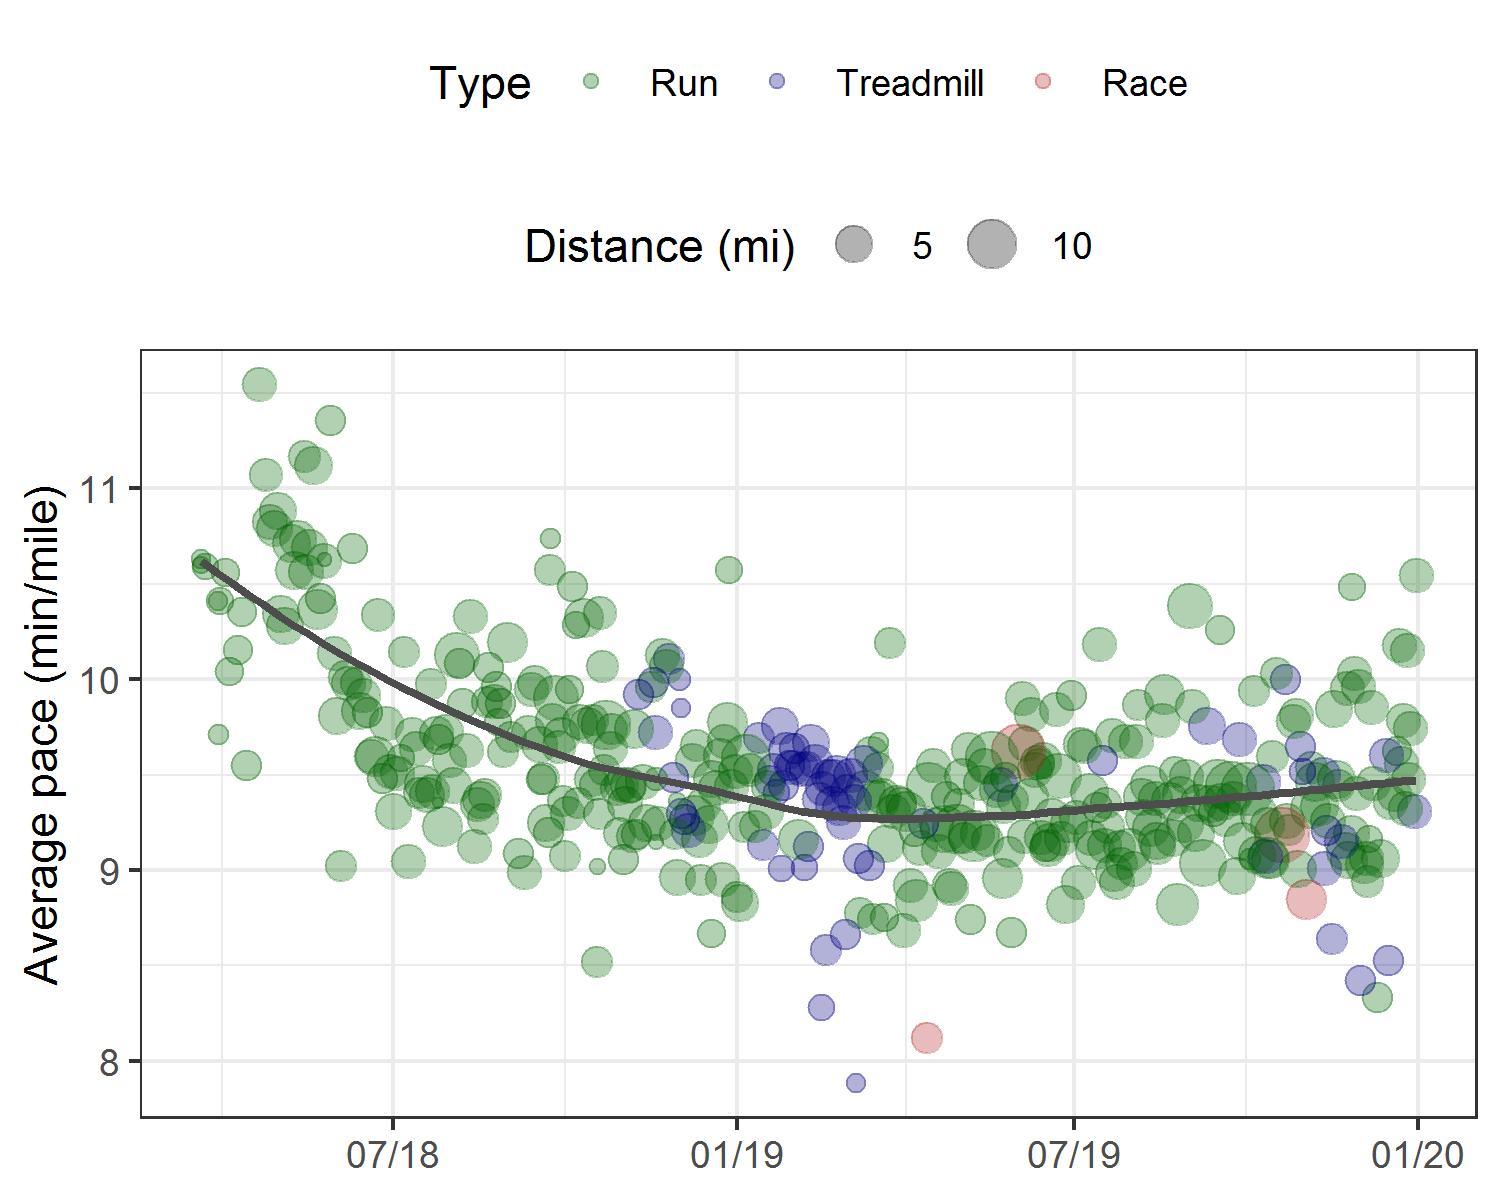 Type Run Treadmill Race
Distance (mi) 5 10
Average pace (min/mile)
11
10
9
8
07/18 01/19 07/19 01/20